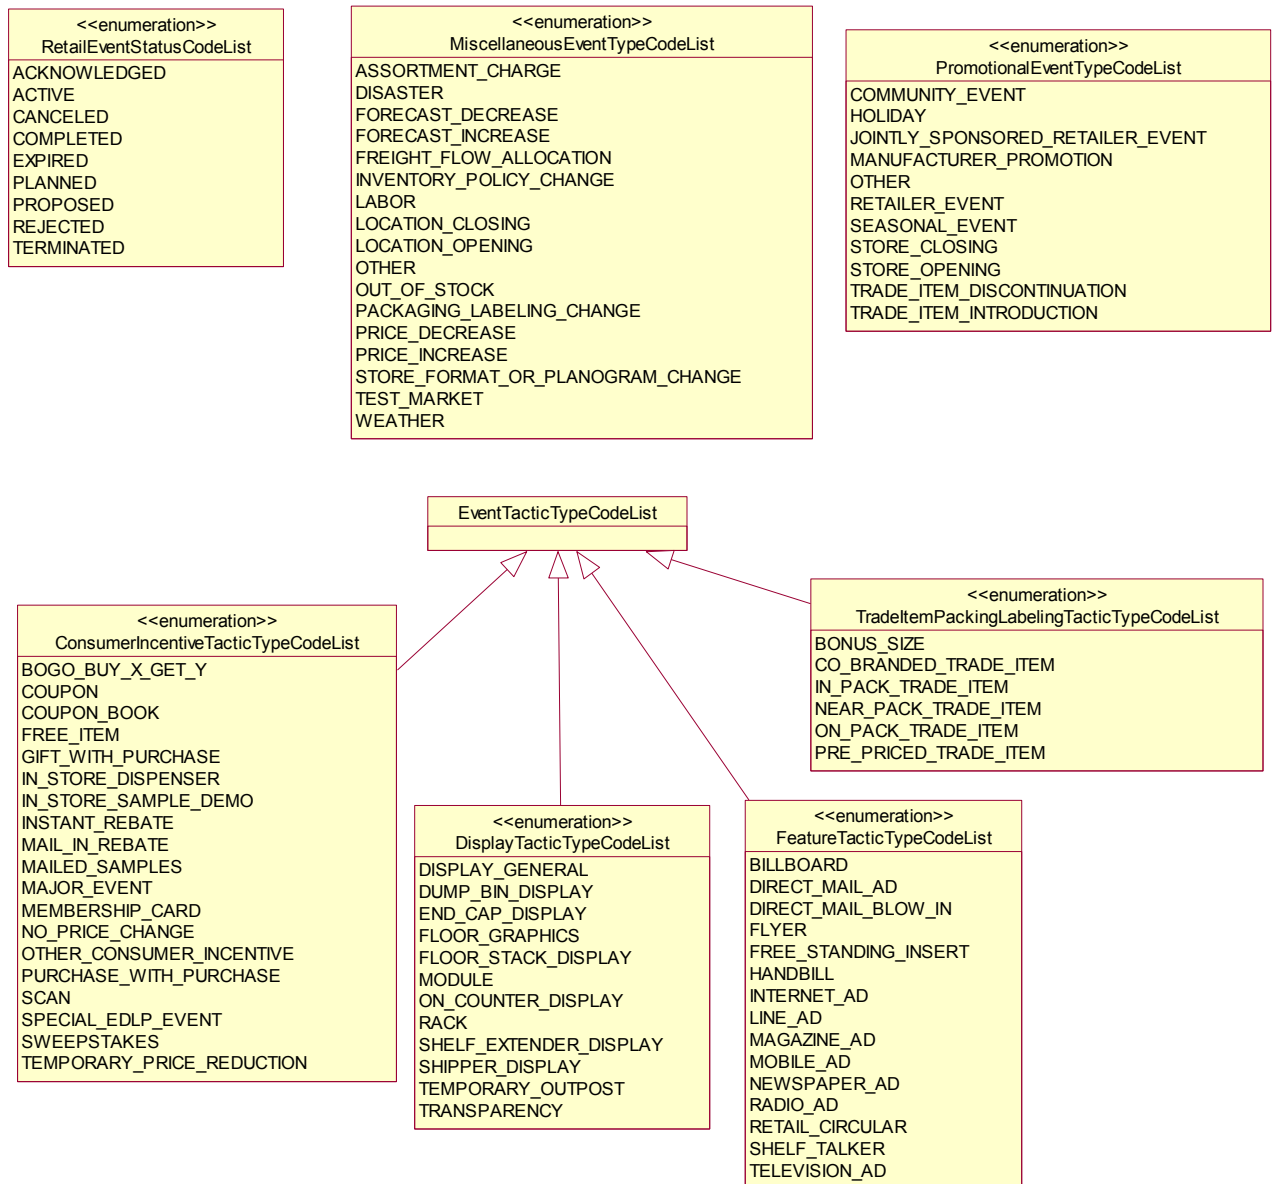 <<enumeration>>
RetailEventStatusCodeList
ACKNOWLEDGED
ACTIVE
CANCELED
COMPLETED
EXPIRED
PLANNED
PROPOSED
REJECTED
TERMINATED
<<enumeration>>
MiscellaneousEventTypeCodeList
ASSORTMENT_CHARGE
DISASTER
FORECAST_DECREASE
FORECAST_INCREASE
FREIGHT_FLOW_ALLOCATION
INVENTORY_POLICY_CHANGE
LABOR
LOCATION_CLOSING
LOCATION_OPENING
OTHER
OUT_OF_STOCK
PACKAGING_LABELING_CHANGE
PRICE_DECREASE
PRICE_INCREASE
STORE_FORMAT_OR_PLANOGRAM_CHANGE
TEST_MARKET
WEATHER
<<enumeration>>
PromotionalEventTypeCodeList
COMMUNITY_EVENT
HOLIDAY
JOINTLY_SPONSORED_RETAILER_EVENT
MANUFACTURER_PROMOTION
OTHER
RETAILER_EVENT
SEASONAL_EVENT
STORE_CLOSING
STORE_OPENING
TRADE_ITEM_DISCONTINUATION
TRADE_ITEM_INTRODUCTION
EventTacticTypeCodeList
<<enumeration>>
ConsumerIncentiveTacticTypeCodeList
BOGO_BUY_X_GET_Y
COUPON
COUPON_BOOK
FREE_ITEM
GIFT_WITH_PURCHASE
IN_STORE_DISPENSER
IN_STORE_SAMPLE_DEMO
INSTANT_REBATE
MAIL_IN_REBATE
MAILED_SAMPLES
MAJOR_EVENT
MEMBERSHIP_CARD
NO_PRICE_CHANGE
OTHER_CONSUMER_INCENTIVE
PURCHASE_WITH_PURCHASE
SCAN
SPECIAL_EDLP_EVENT
SWEEPSTAKES
TEMPORARY_PRICE_REDUCTION
<<enumeration>>
DisplayTacticTypeCodeList
DISPLAY_GENERAL
DUMP_BIN_DISPLAY
END_CAP_DISPLAY
FLOOR_GRAPHICS
FLOOR_STACK_DISPLAY
MODULE
ON_COUNTER_DISPLAY
RACK
SHELF_EXTENDER_DISPLAY
SHIPPER_DISPLAY
TEMPORARY_OUTPOST
TRANSPARENCY
<<enumeration>>
FeatureTacticTypeCodeList
BILLBOARD
DIRECT_MAIL_AD
DIRECT_MAIL_BLOW_IN
FLYER
FREE_STANDING_INSERT
HANDBILL
INTERNET_AD
LINE_AD
MAGAZINE_AD
MOBILE_AD
NEWSPAPER_AD
RADIO_AD
RETAIL_CIRCULAR
SHELF_TALKER
TELEVISION_AD
<<enumeration>>
TradeItemPackingLabelingTacticTypeCodeList
BONUS_SIZE
CO_BRANDED_TRADE_ITEM
IN_PACK_TRADE_ITEM
NEAR_PACK_TRADE_ITEM
ON_PACK_TRADE_ITEM
PRE_PRICED_TRADE_ITEM